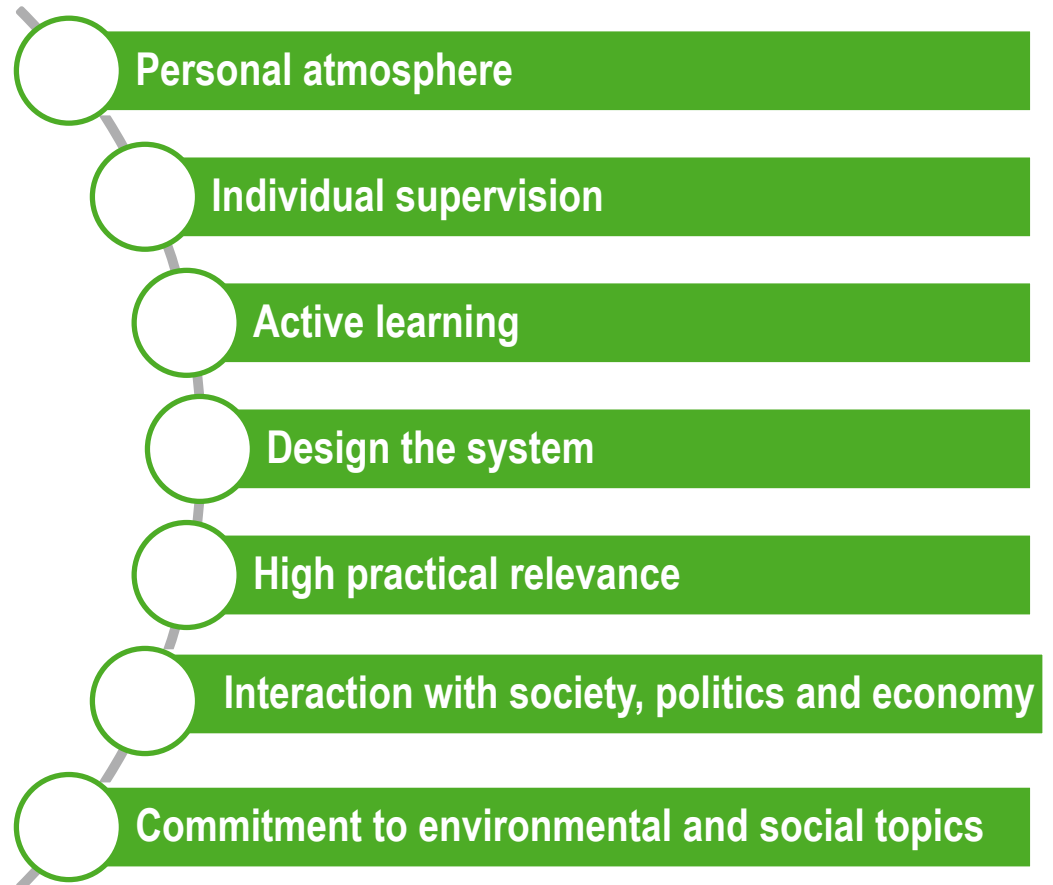 Personal atmosphere
Individual supervision
Active learning
Design the system
High practical relevance
Interaction with society, politics and economy
Commitment to environmental and social topics